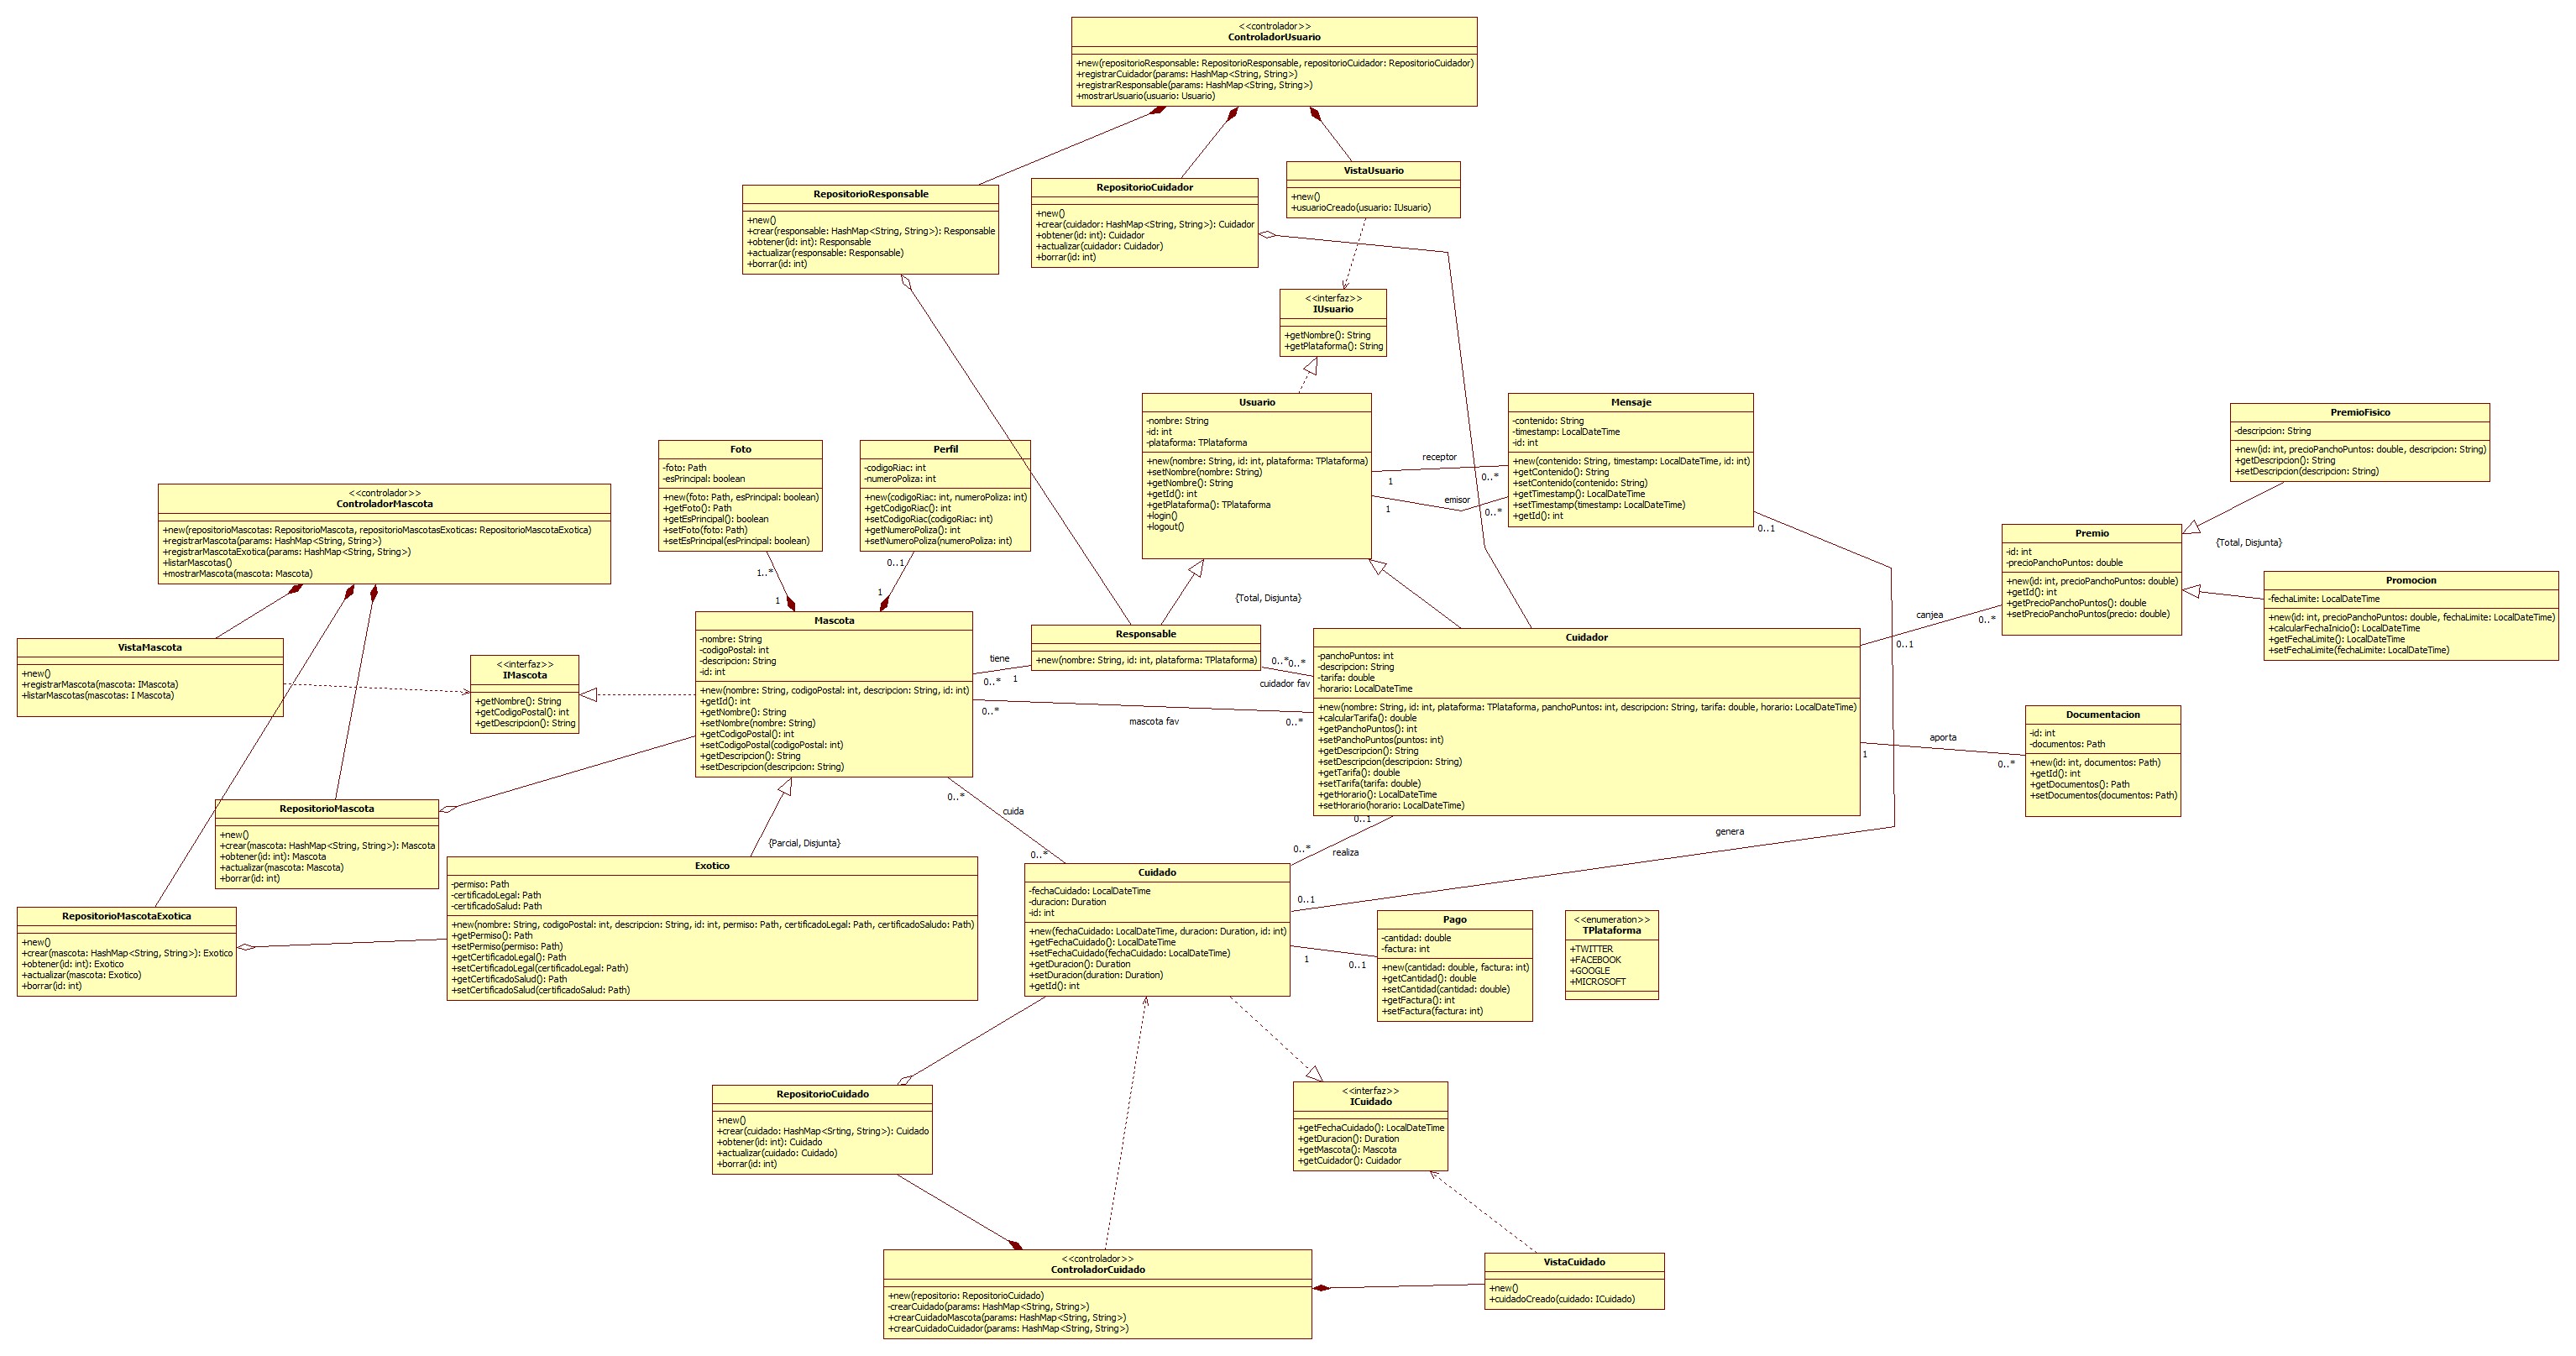 <<controlador>>
ControladorUsuario
+new(repositorioResponsable: RepositorioResponsable, repositorioCuidador: RepositorioCuidador)
+registrarCuidador(params: HashMap<String, String>)
+registrarResponsable(params: HashMap<String, String>)
+mostrarUsuario(usuario: Usuario)
RepositorioResponsable
+new()
+crear(responsable: HashMap<String, String>): Responsable
+obtener(id: int): Responsable
+actualizar(responsable: Responsable)
+borrar(id: int)
RepositorioCuidador
+new()
+crear(cuidador: HashMap<String, String>): Cuidador
+obtener(id: int): Cuidador
+actualizar(cuidador: Cuidador)
+borrar(id: int)
VistaUsuario
+new()
+usuarioCreado(usuario: IUsuario)
<<interfaz>>
IUsuario
+getNombre(): String
+getPlataforma(): String
Usuario
-nombre: String
-id: int
-plataforma: TPlataforma
+new(nombre: String, id: int, plataforma: TPlataforma)
+setNombre(nombre: String)
+getNombre(): String
+getId(): int
+getPlataforma(): TPlataforma
+login()
+logout()
receptor
1
0..*
emisor
1
0..*
Mensaje
-contenido: String
-timestamp: LocalDateTime
-id: int
+new(contenido: String, timestamp: LocalDateTime, id: int)
+getContenido(): String
+setContenido(contenido: String)
+getTimestamp(): LocalDateTime
+setTimestamp(timestamp: LocalDateTime)
+getId(): int
0..1
PremioFisico
-descripcion: String
+new(id: int, precioPanchoPuntos: double, descripcion: String)
+getDescripcion(): String
+setDescripcion(descripcion: String)
Premio
-id: int
-precioPanchoPuntos: double
+new(id: int, precioPanchoPuntos: double)
+getId(): int
+getPrecioPanchoPuntos(): double
+setPrecioPanchoPuntos(precio: double)
{Total, Disjunta}
Promocion
-fechaLimite: LocalDateTime
+new(id: int, precioPanchoPuntos: double, fechaLimite: LocalDateTime)
+calcularFechaInicio(): LocalDateTime
+getFechaLimite(): LocalDateTime
+setFechaLimite(fechaLimite: LocalDateTime)
canjea
0..*
0..1
Foto
-foto: Path
-esPrincipal: boolean
+new(foto: Path, esPrincipal: boolean)
+getFoto(): Path
+getEsPrincipal(): boolean
+setFoto(foto: Path)
+setEsPrincipal(esPrincipal: boolean)
1..*
1
Perfil
-codigoRiac: int
-numeroPoliza: int
+new(codigoRiac: int, numeroPoliza: int)
+getCodigoRiac(): int
+setCodigoRiac(codigoRiac: int)
+getNumeroPoliza(): int
+setNumeroPoliza(numeroPoliza: int)
0..1
1
<<controlador>>
ControladorMascota
+new(repositorioMascotas: RepositorioMascota, repositorioMascotasExoticas: RepositorioMascotaExotica)
+registrarMascota(params: HashMap<String, String>)
+registrarMascotaExotica(params: HashMap<String, String>)
+listarMascotas()
+mostrarMascota(mascota: Mascota)
VistaMascota
+new()
+registrarMascota(mascota: IMascota)
+listarMascotas(mascotas: I Mascota)
<<interfaz>>
IMascota
+getNombre(): String
+getCodigoPostal(): int
+getDescripcion(): String
Mascota
-nombre: String
-codigoPostal: int
-descripcion: String
-id: int
+new(nombre: String, codigoPostal: int, descripcion: String, id: int)
+getId(): int
+getNombre(): String
+setNombre(nombre: String)
+getCodigoPostal(): int
+setCodigoPostal(codigoPostal: int)
+getDescripcion(): String
+setDescripcion(descripcion: String)
{Total, Disjunta}
tiene
0..*
1
Responsable
+new(nombre: String, id: int, plataforma: TPlataforma)
0..*
0..*
cuidador fav
0..*
mascota fav
0..*
Cuidador
-panchoPuntos: int
-descripcion: String
-tarifa: double
-horario: LocalDateTime
+new(nombre: String, id: int, plataforma: TPlataforma, panchoPuntos: int, descripcion: String, tarifa: double, horario: LocalDateTime)
+calcularTarifa(): double
+getPanchoPuntos(): int
+setPanchoPuntos(puntos: int)
+getDescripcion(): String
+setDescripcion(descripcion: String)
+getTarifa(): double
+setTarifa(tarifa: double)
+getHorario(): LocalDateTime
+setHorario(horario: LocalDateTime)
aporta
1
0..*
Documentacion
-id: int
-documentos: Path
+new(id: int, documentos: Path)
+getId(): int
+getDocumentos(): Path
+setDocumentos(documentos: Path)
RepositorioMascota
+new()
+crear(mascota: HashMap<String, String>): Mascota
+obtener(id: int): Mascota
+actualizar(mascota: Mascota)
+borrar(id: int)
RepositorioMascotaExotica
+new()
+crear(mascota: HashMap<String, String>): Exotico
+obtener(id: int): Exotico
+actualizar(mascota: Exotico)
+borrar(id: int)
{Parcial, Disjunta}
Exotico
-permiso: Path
-certificadoLegal: Path
-certificadoSalud: Path
+new(nombre: String, codigoPostal: int, descripcion: String, id: int, permiso: Path, certificadoLegal: Path, certificadoSaludo: Path)
+getPermiso(): Path
+setPermiso(permiso: Path)
+getCertificadoLegal(): Path
+setCertificadoLegal(certificadoLegal: Path)
+getCertificadoSalud(): Path
+setCertificadoSalud(certificadoSalud: Path)
0..*
cuida
0..*
0..1
0..*
realiza
genera
0..1
Cuidado
-fechaCuidado: LocalDateTime
-duracion: Duration
-id: int
+new(fechaCuidado: LocalDateTime, duracion: Duration, id: int)
+getFechaCuidado(): LocalDateTime
+setFechaCuidado(fechaCuidado: LocalDateTime)
+getDuracion(): Duration
+setDuracion(duration: Duration)
+getId(): int
1
0..1
Pago
-cantidad: double
-factura: int
+new(cantidad: double, factura: int)
+getCantidad(): double
+setCantidad(cantidad: double)
+getFactura(): int
+setFactura(factura: int)
<<enumeration>>
TPlataforma
+TWITTER
+FACEBOOK
+GOOGLE
+MICROSOFT
RepositorioCuidado
+new()
+crear(cuidado: HashMap<Srting, String>): Cuidado
+obtener(id: int): Cuidado
+actualizar(cuidado: Cuidado)
+borrar(id: int)
<<interfaz>>
ICuidado
+getFechaCuidado(): LocalDateTime
+getDuracion(): Duration
+getMascota(): Mascota
+getCuidador(): Cuidador
<<controlador>>
ControladorCuidado
+new(repositorio: RepositorioCuidado)
-crearCuidado(params: HashMap<String, String>)
+crearCuidadoMascota(params: HashMap<String, String>)
+crearCuidadoCuidador(params: HashMap<String, String>)
VistaCuidado
+new()
+cuidadoCreado(cuidado: ICuidado)